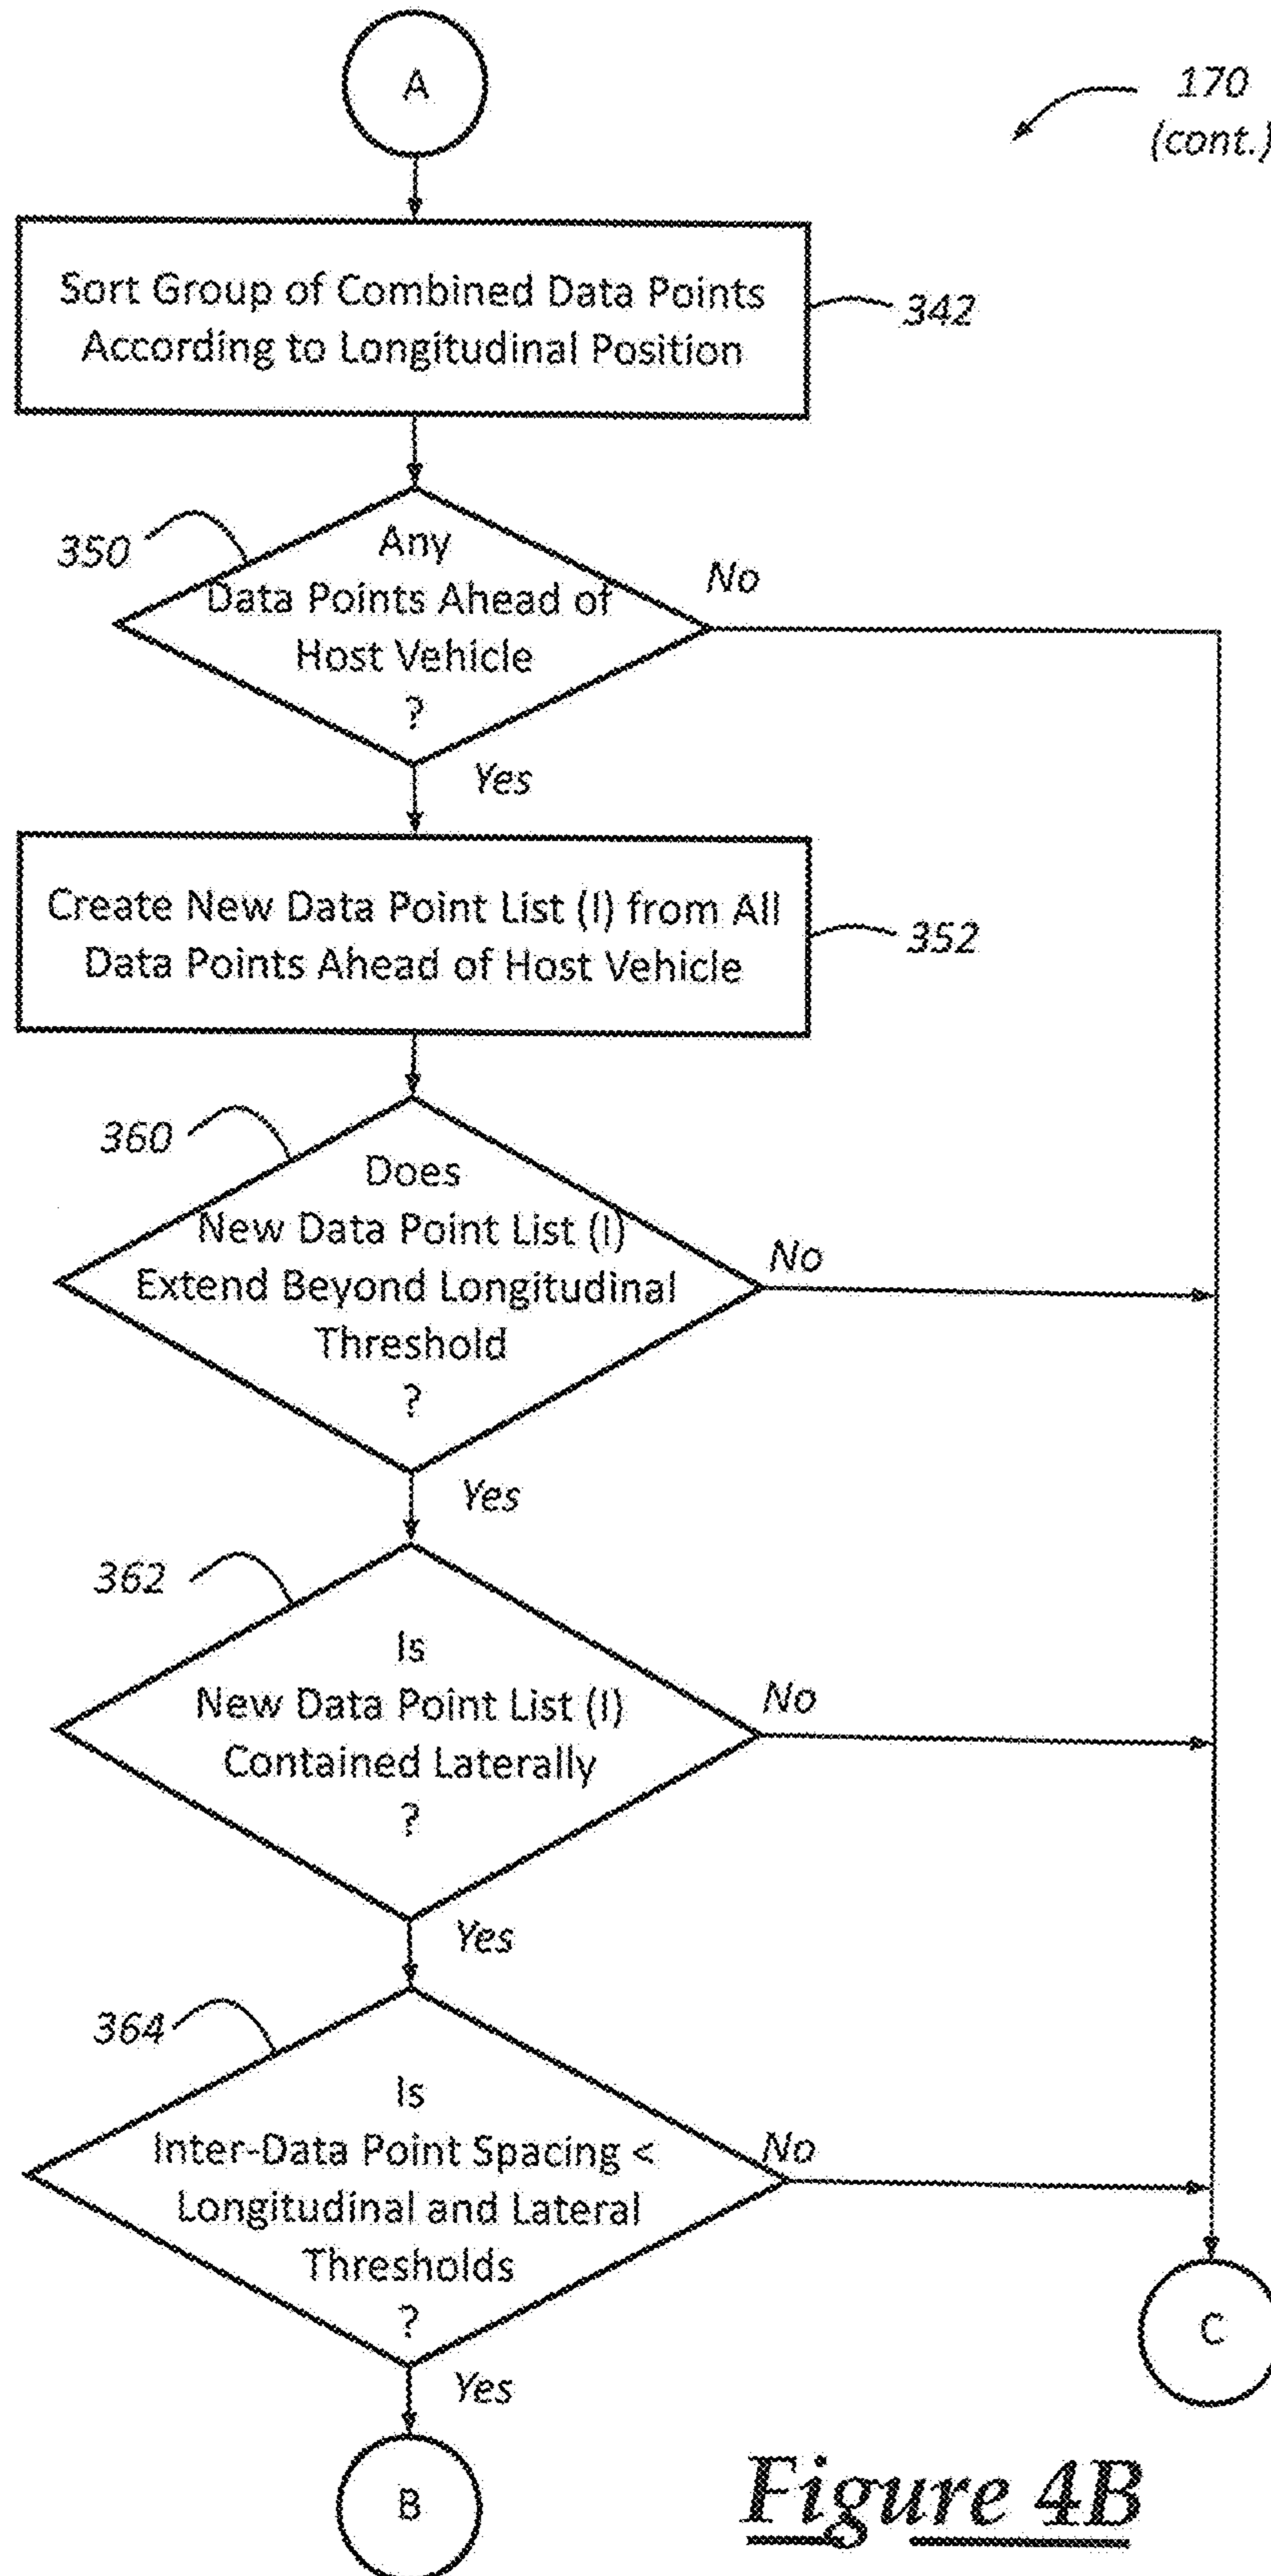 A
170
(cont.)
Sort Group of Combined Data Points
According to Longitudinal Position
342
350
Any
Data Points Ahead of
Host Vehicle
?
No
Yes
Create New Data Point List (I) from All
Data Points Ahead of Host Vehicle
352
360
Does
New Data Point List (I)
Extend Beyond Longitudinal
Threshold
?
No
Yes
362
Is
New Data Point List (I)
Contained Laterally
?
No
Yes
364
Is
Inter-Data Point Spacing <
Longitudinal and Lateral
Thresholds
?
No
Yes
C
B
Figure 4B